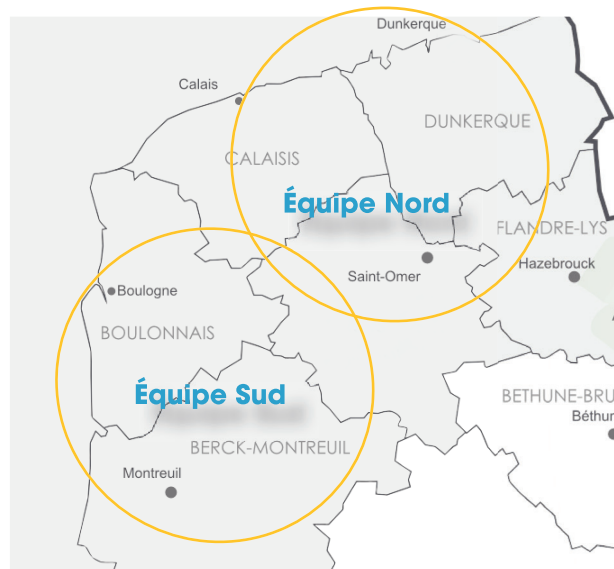 Dunkerque
Calais
DUNKERQUE
CALAISIS
Équipe Nord
FLANDRE-LYS
Hazebrouck
Saint-Omer
Boulogne
BOULONNAIS
Équipe Sud
BETHUNE-BRU
Béthun
BERCK-MONTREUIL
Montreuil